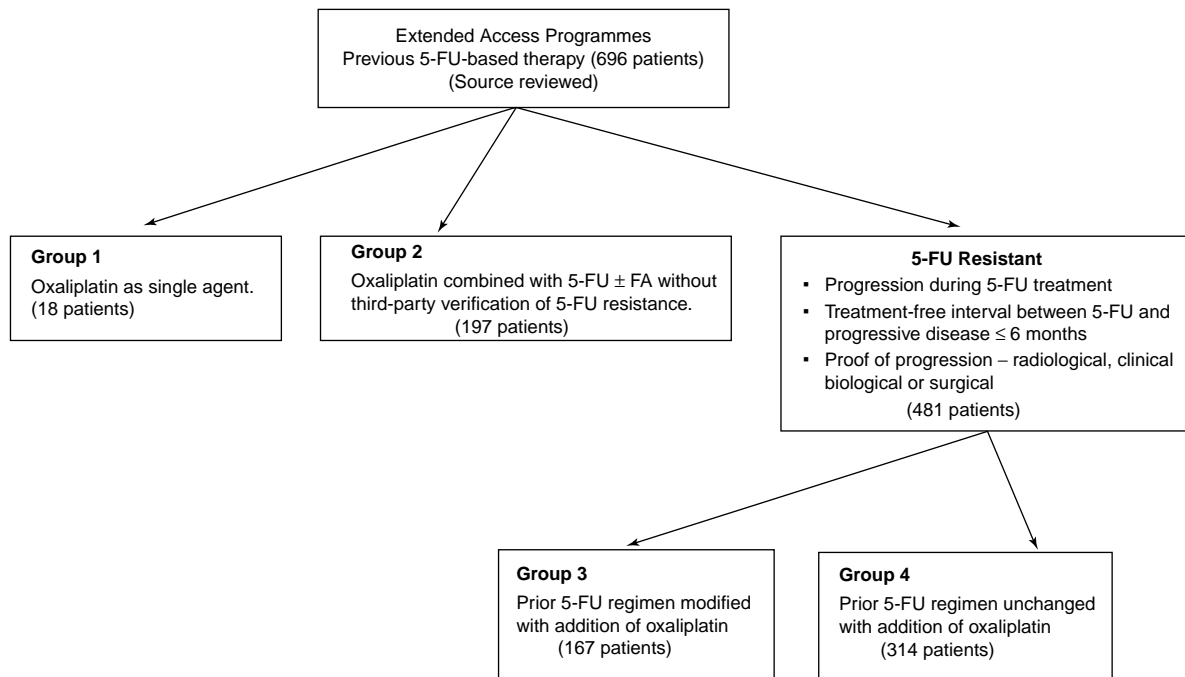 Extended Access Programmes
Previous 5-FU-based therapy (696 patients)
(Source reviewed)
Group 1
Oxaliplatin as single agent.
(18 patients)
Group 2
Oxaliplatin combined with 5-FU ± FA without
third-party verification of 5-FU resistance.
(197 patients)
5-FU Resistant
▪ Progression during 5-FU treatment
▪ Treatment-free interval between 5-FU and
progressive disease ≤ 6 months
▪ Proof of progression – radiological, clinical
biological or surgical
(481 patients)
Group 3
Prior 5-FU regimen modified
with addition of oxaliplatin
(167 patients)
Group 4
Prior 5-FU regimen unchanged
with addition of oxaliplatin
(314 patients)